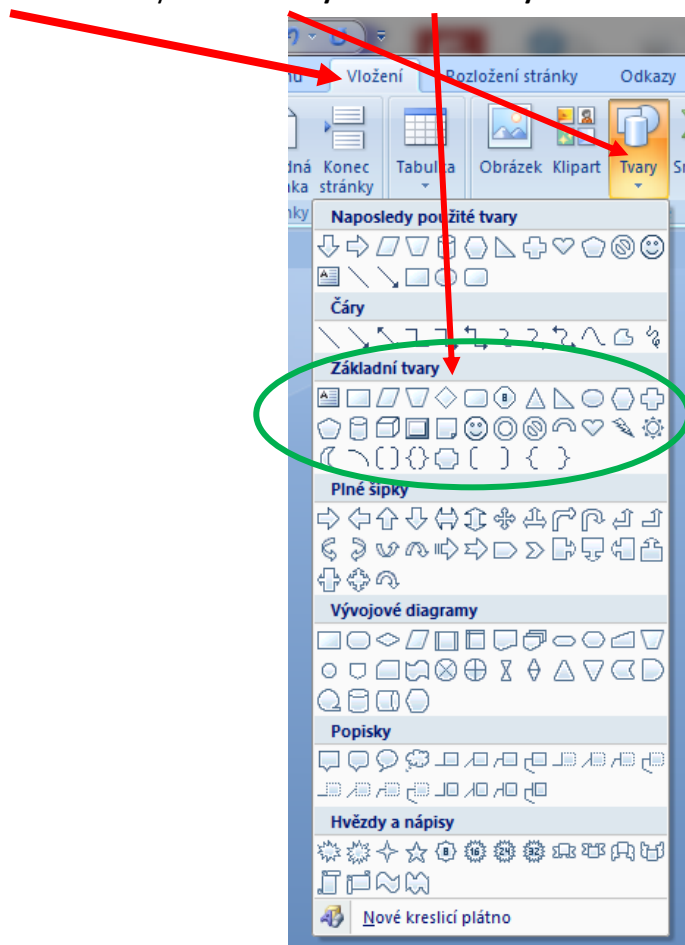 Vložení Rozložení stránky Odkazy
Konec Tabulka Obrázek Klipart Tvary
stránky
Naposledy použité tvary
Čáry
Základní tvary
Plné šipky
Vývojové diagramy
Popisky
Hvězdy a nápisy
Nové kreslicí plátno